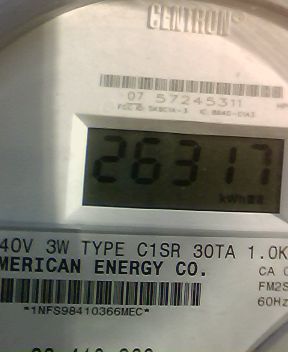 CENTRON®
07 57245311
26317
kWh
40V 3W TYPE C1SR 30TA 1.0K
MERICAN ENERGY CO.
CA 0
FM2S
60Hz
*1NFS98410366MEC*